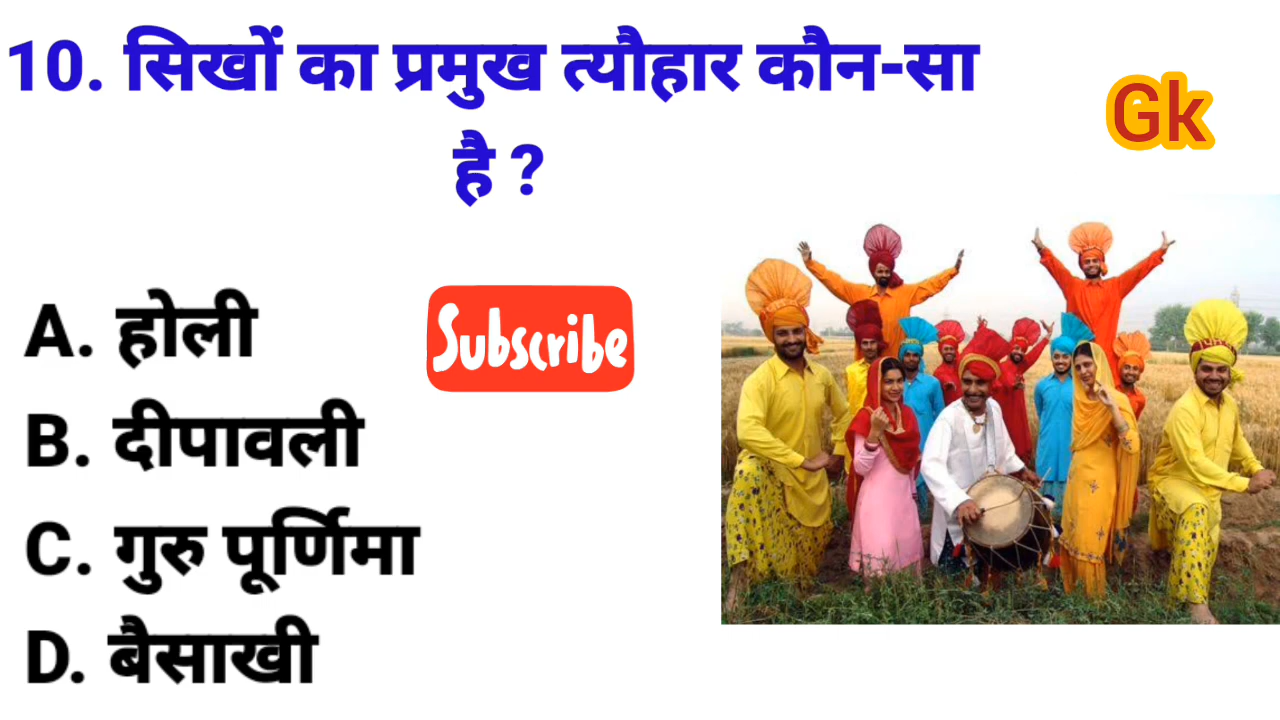 10. सिखों का प्रमुख त्यौहार कौन-सा
है ?
Gk
A. होली
Subscribe
B. दीपावली
C. गुरु पूर्णिमा
D. बैसाखी